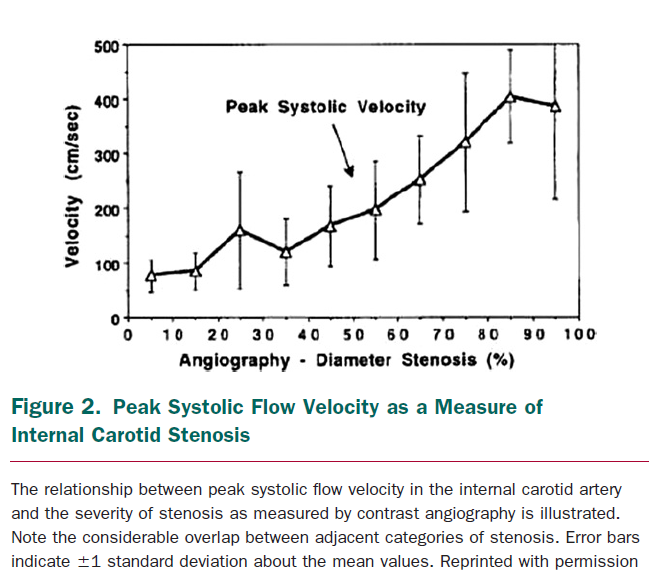 500
400
300
200
100
0
Velocity (cm/sec)
Peak Systolic Velocity
0 10 20 30 40 50 60 70 80 90 100
Angiography - Diameter Stenosis (%)
Figure 2. Peak Systolic Flow Velocity as a Measure of
Internal Carotid Stenosis
The relationship between peak systolic flow velocity in the internal carotid artery
and the severity of stenosis as measured by contrast angiography is illustrated.
Note the considerable overlap between adjacent categories of stenosis. Error bars
indicate ±1 standard deviation about the mean values. Reprinted with permission